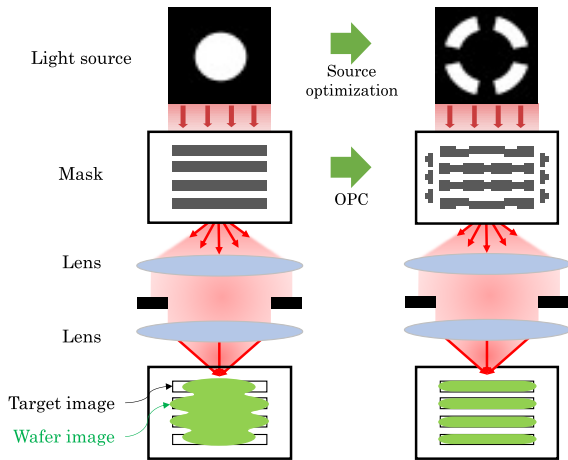 Light source
Source
optimization
Mask
OPC
Lens
Lens
Target image
Wafer image